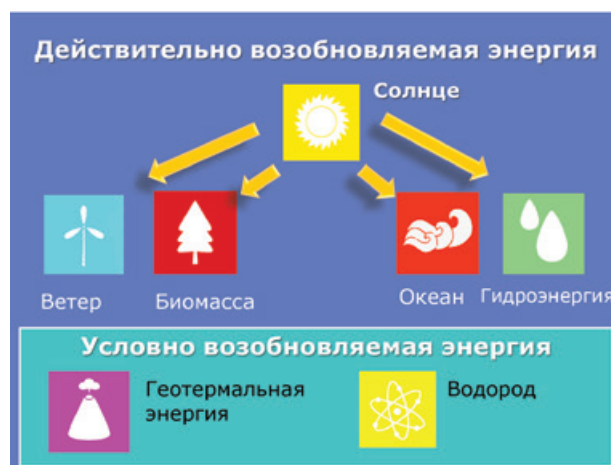 Действительно возобновляемая энергия
Солнце
Ветер
Биомасса
Океан
Гидроэнергия
Условно возобновляемая энергия
Геотермальная
энергия
Водород